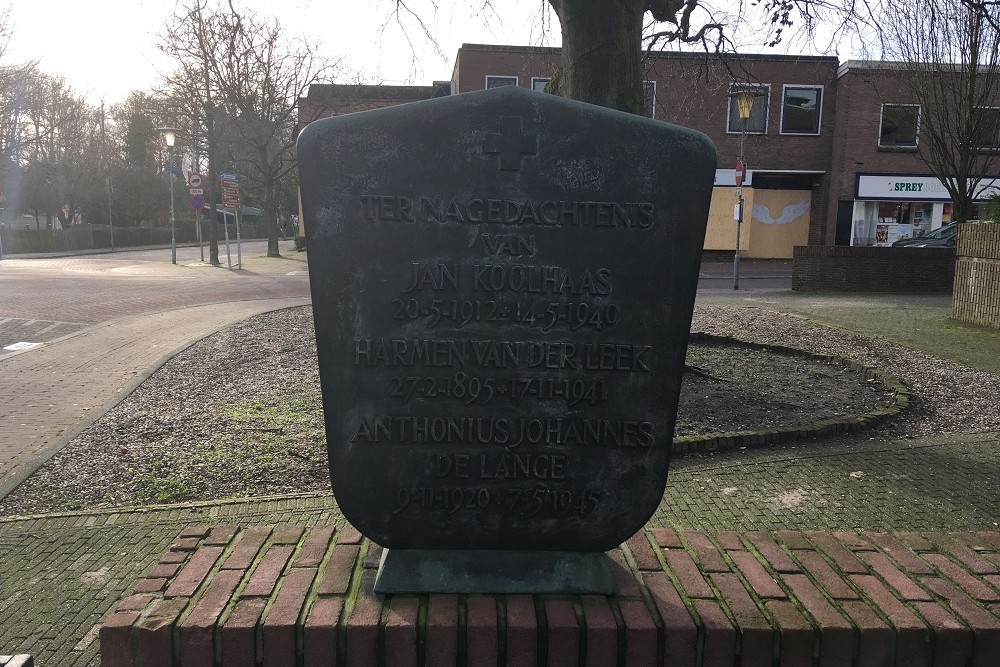 TER NAGEDACHTENIS
VAN
JAN KOOLHAAS
20-5-1912 + 14-5-1940
HARMEN VAN DER LEEK
27-2-1895 + 17-11-1941
ANTHONIUS JOHANNES
DE LANGE
9-11-1920 + 7-5-1945
SPREY